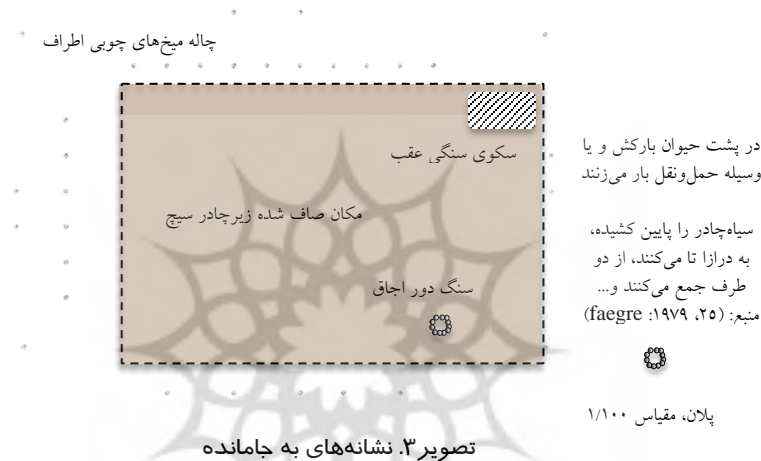 چاله میخ‌های چوبی اطراف
سکوی سنگی عقب
مکان صاف شده زیرچادر سیچ
سنگ دور اجاق
در پشت حیوان بارکش و یا
وسیله حمل‌ونقل بار می‌زنند
سیاه‌چادر را پایین کشیده،
به درازا تا می‌کنند، از دو
طرف جمع می‌کنند و...
منبع: (faegre :۱۹۷۹ ،۲۵)
پلان، مقیاس ۱/۱۰۰
تصویر۳. نشانه‌های به جامانده